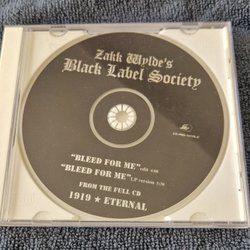 Zakk Wylde's
Black Label Society
"BLEED FOR ME" edit
"BLEED FOR ME" LP version
FROM THE FULL CD
1919 ★ ETERNAL